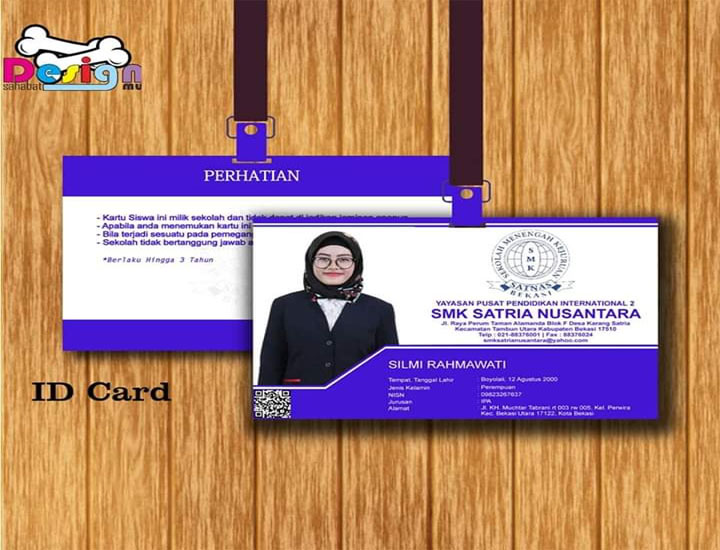 Design
sahabat mu
PERHATIAN
- Kartu Siswa ini milik sekolah dan
- Apabila anda menemukan kartu ini
- Bila terjadi sesuatu pada
- Sekolah tidak bertanggung jawab
*Berlaku Hingga 3 Tahun
SEKOLAH MENENGAH KEJURUAN
SMK
SATNAS
BEKASI
YAYASAN PUSAT PENDIDIKAN INTERNATIONAL 2
SMK SATRIA NUSANTARA
Jl. Raya Perum Taman Alamanda Blok F Desa Karang Satria
Kecamatan Tambun Utara Kabupaten Bekasi 17510
Telp : 021-88376001 | Fax : 88376024
smksatrianusantara@yahoo.com
SILMI RAHMAWATI
Tempat, Tanggal Lahir : Boyolali, 12 Agustus 2000
Jenis Kelamin : Perempuan
NISN : 09823267637
Jurusan : IPA
Alamat : Jl. KH. Muchtar Tabrani rt 003 rw 005, Kel. Perwira
Kec. Bekasi Utara 17122, Kota Bekasi
ID Card